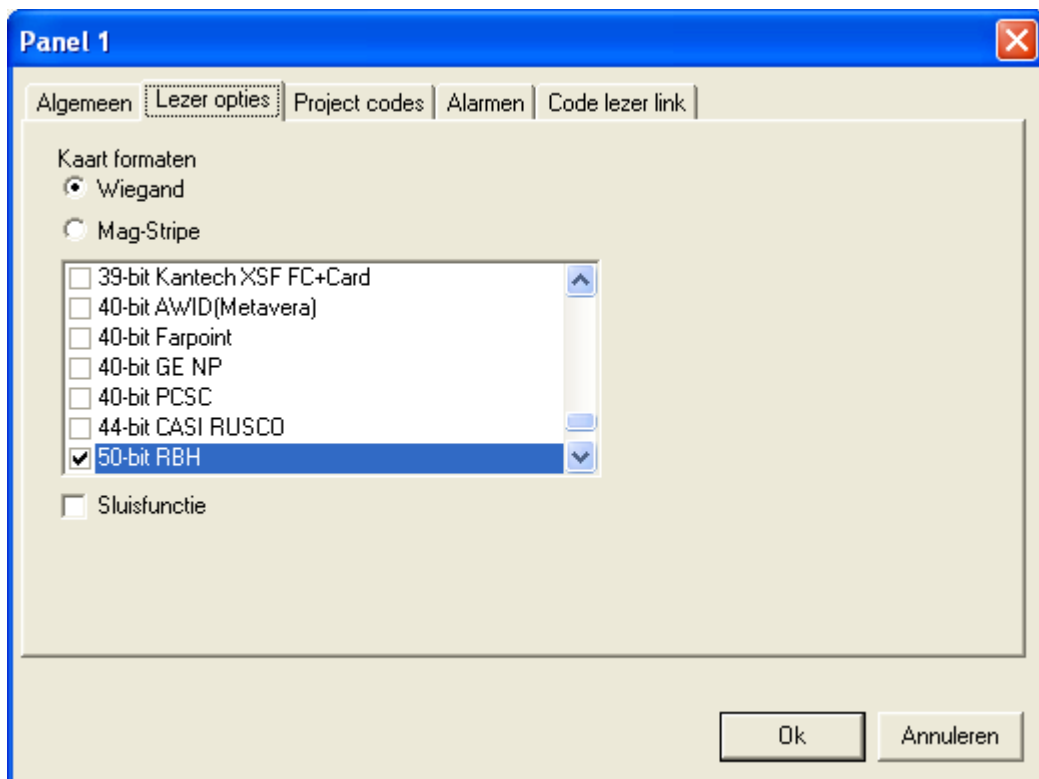 Panel 1
Algemeen Lezer opties Project codes Alarmen Code lezer link
Kaart formaten
Wiegand
Mag-Stripe
39-bit Kantech XSF FC+Card
40-bit AWID(Metavera)
40-bit Farpoint
40-bit GE NP
40-bit PCSC
44-bit CASI RUSCO
50-bit RBH
Sluisfunctie
Ok Annuleren